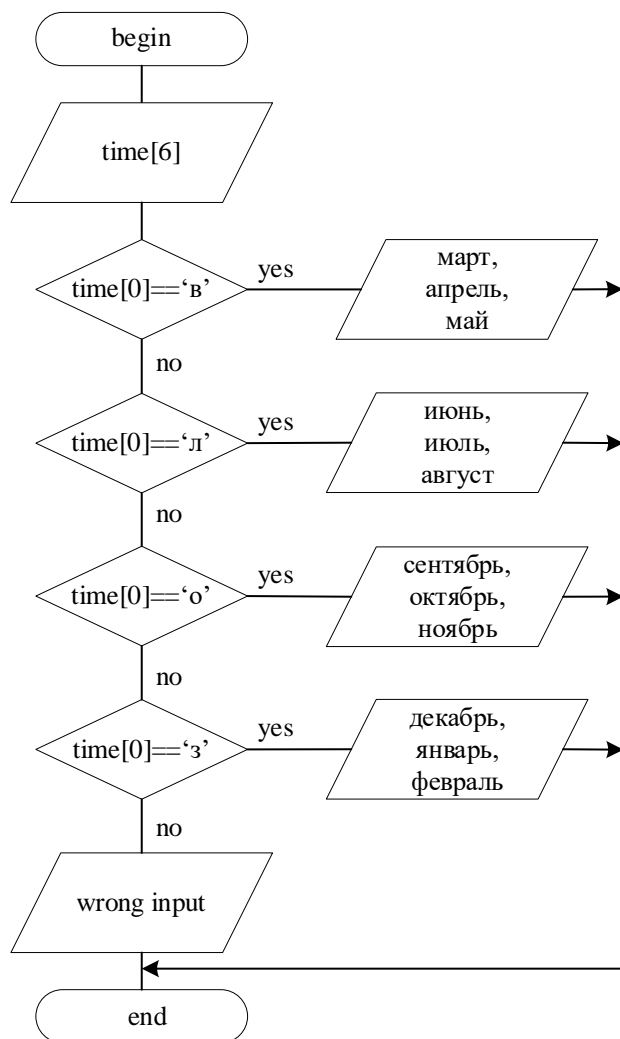 begin
time[6]
time[0]==‘в’
yes
март,
апрель,
май
no
time[0]==‘л’
yes
июнь,
июль,
август
no
time[0]==‘о’
yes
сентябрь,
октябрь,
ноябрь
no
time[0]==‘з’
yes
декабрь,
январь,
февраль
no
wrong input
end